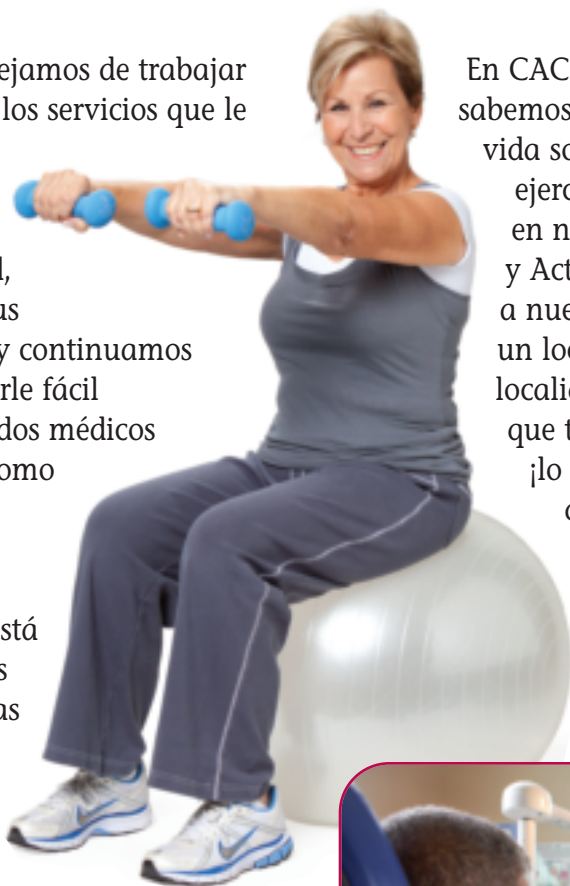 ejamos de trabajar
los servicios que le
l,
us
y continuamos
rle fácil
dos médicos
omo
stá
s
as
En CAC
sabemos
vida so
ejerc
en n
y Act
a nue
un loc
localid
que t
¡lo